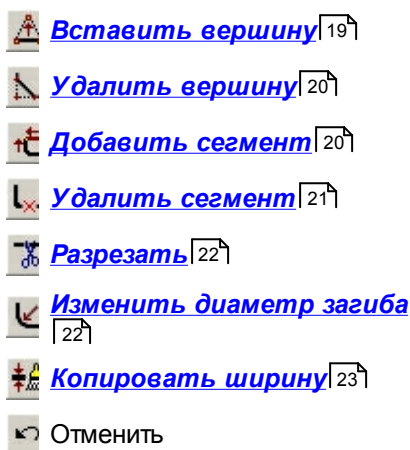 Вставить вершину 19
Удалить вершину 20
Добавить сегмент 20
Удалить сегмент 21
Разрезать 22
Изменить диаметр загиба
22
Копировать ширину 23
Отменить